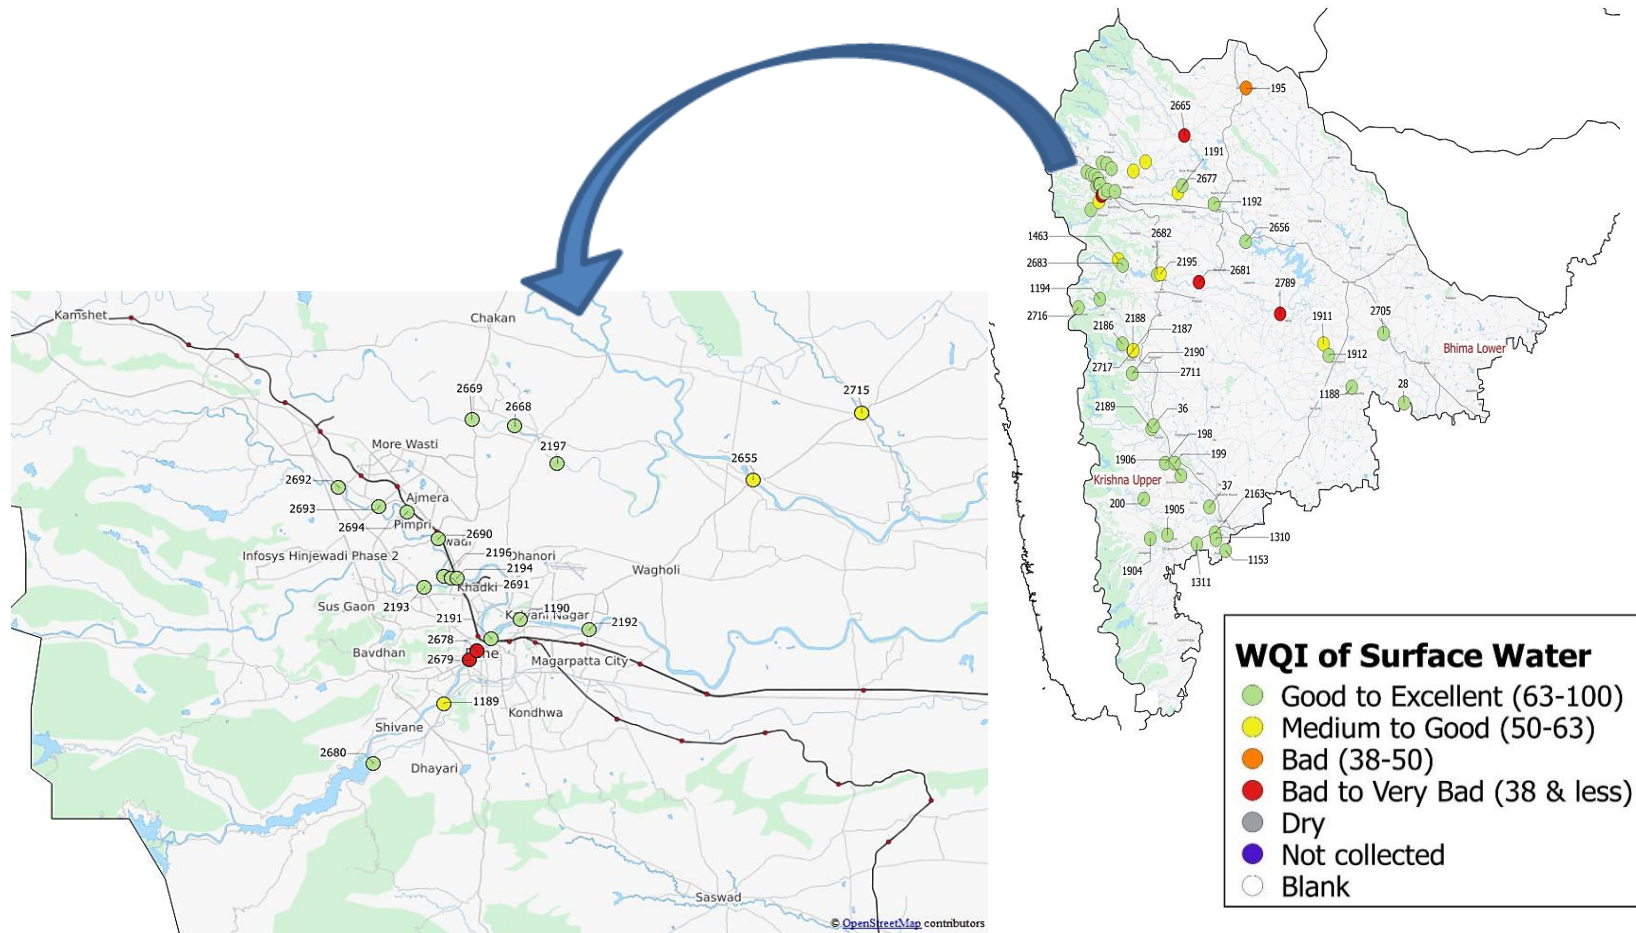 195
2665
1191
2677
1192
2656
1463
2682
2683
2195
2681
1194
2789
2716
2186
2188
2187
1911
2705
2190
Bhima Lower
1912
2717
2711
1188
28
2189
36
198
199
1906
Krishna Upper
37
2163
200
1905
1310
1153
1904
1311
Kamshet
Chakan
2669
2668
2715
More Wasti
2197
2655
2692
Ajmera
2693
Pimpri
2694
2690
Infosys Hinjewadi Phase 2
2196
2194
Wagholi
Khadki
2691
Sus Gaon
2193
1190
2191
2192
2678
Bavdhan
2679
Magarpatta City
1189
Kondhwa
Shivane
2680
Dhayari
Saswad
© OpenStreetMap contributors
WQI of Surface Water
Good to Excellent (63-100)
Medium to Good (50-63)
Bad (38-50)
Bad to Very Bad (38 & less)
Dry
Not collected
Blank